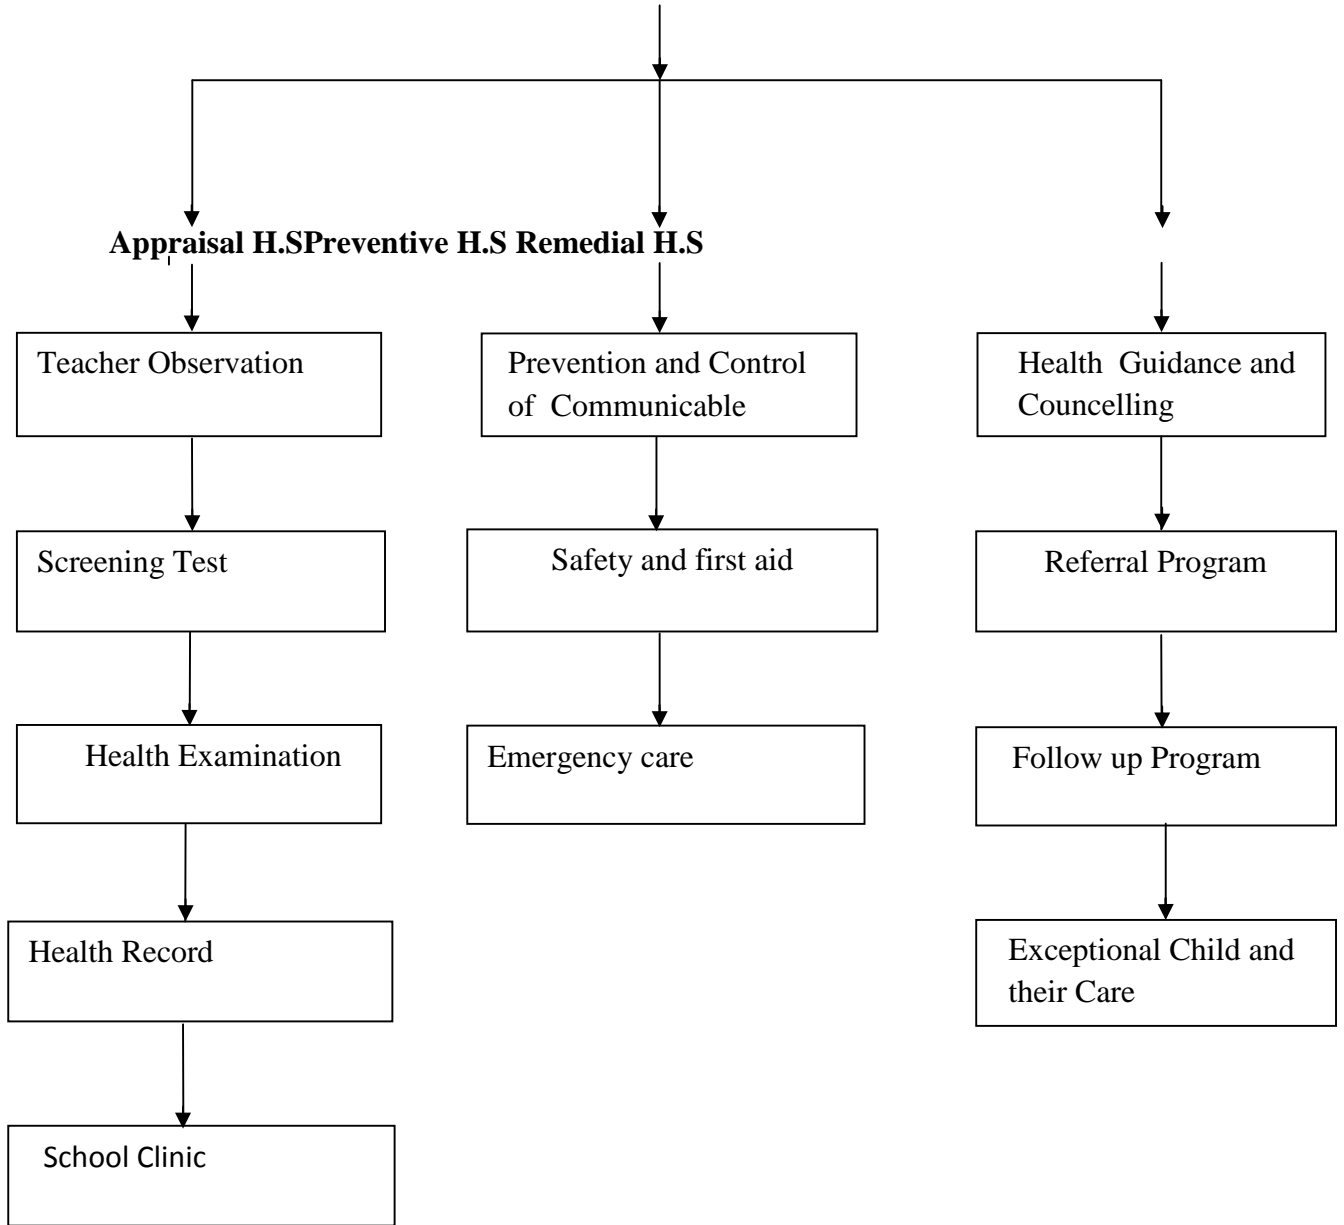 Appraisal H.SPreventive H.S Remedial H.S
Teacher Observation
Prevention and Control
of Communicable
Health Guidance and
Councelling
Screening Test
Safety and first aid
Referral Program
Health Examination
Emergency care
Follow up Program
Health Record
Exceptional Child and
their Care
School Clinic